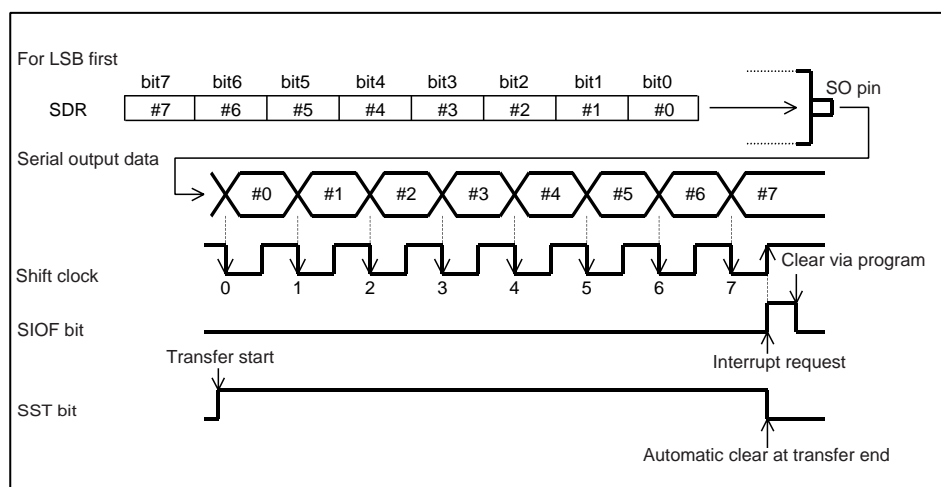 For LSB first
bit7 bit6 bit5 bit4 bit3 bit2 bit1 bit0
SDR #7 #6 #5 #4 #3 #2 #1 #0 SO pin
Serial output data
#0 #1 #2 #3 #4 #5 #6 #7
Shift clock
0 1 2 3 4 5 6 7
Clear via program
SIOF bit
Transfer start
Interrupt request
SST bit
Automatic clear at transfer end